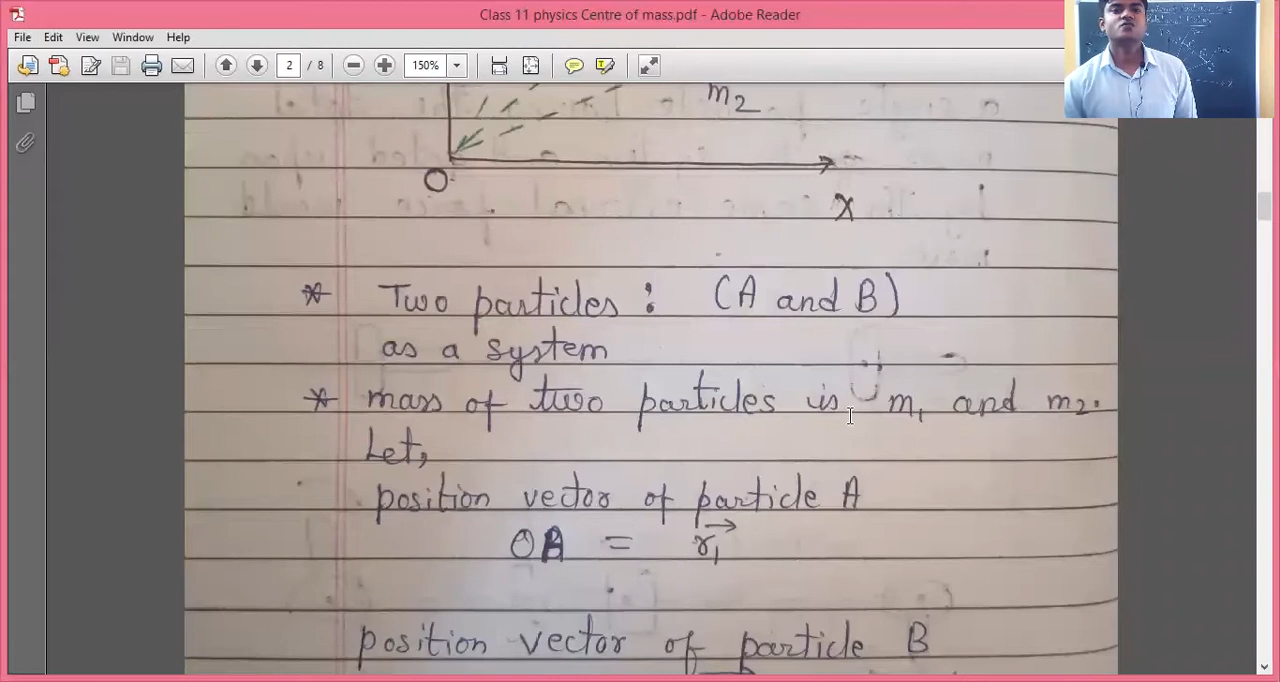 Class 11 physics Centre of mass.pdf - Adobe Reader
File Edit View Window Help
2 / 8 150%
m2
O
X
* Two particles : (A and B)
as a system
* mass of two particles is m1 and m2.
Let,
position vector of particle A
OA = r1
position vector of particle B